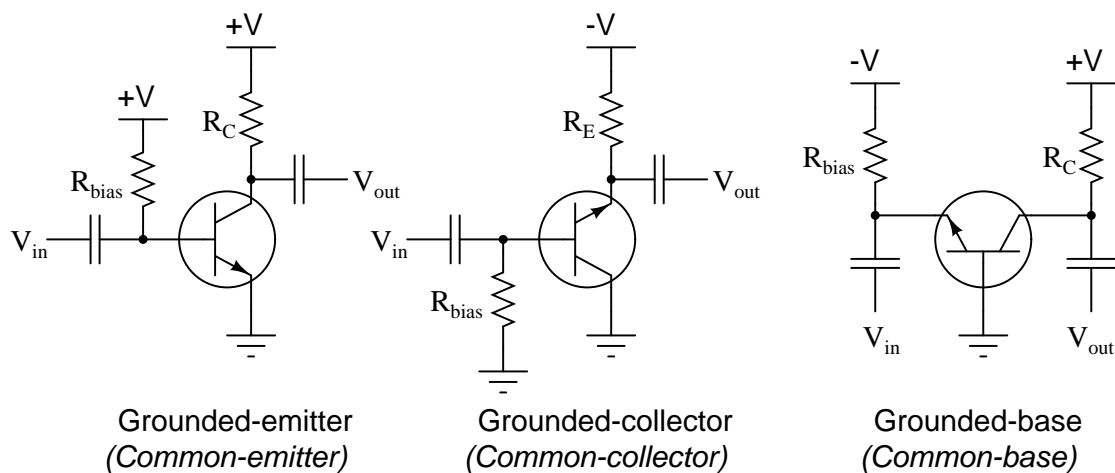 +V
+V
R_C
R_bias
V_in
V_out
Grounded-emitter
(Common-emitter)
-V
R_E
V_in
V_out
R_bias
Grounded-collector
(Common-collector)
-V
+V
R_bias
R_C
V_in
V_out
Grounded-base
(Common-base)